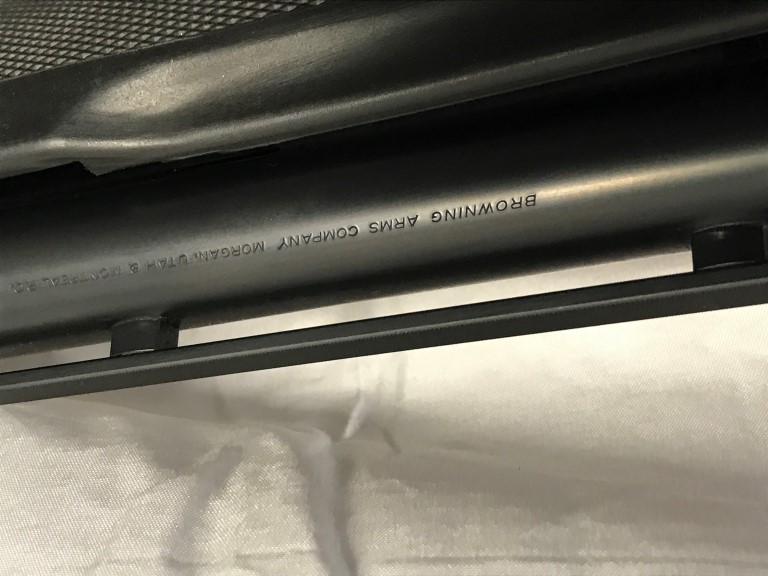 BROWNING ARMS COMPANY MORGAN, UTAH & MONTREAL P.Q.